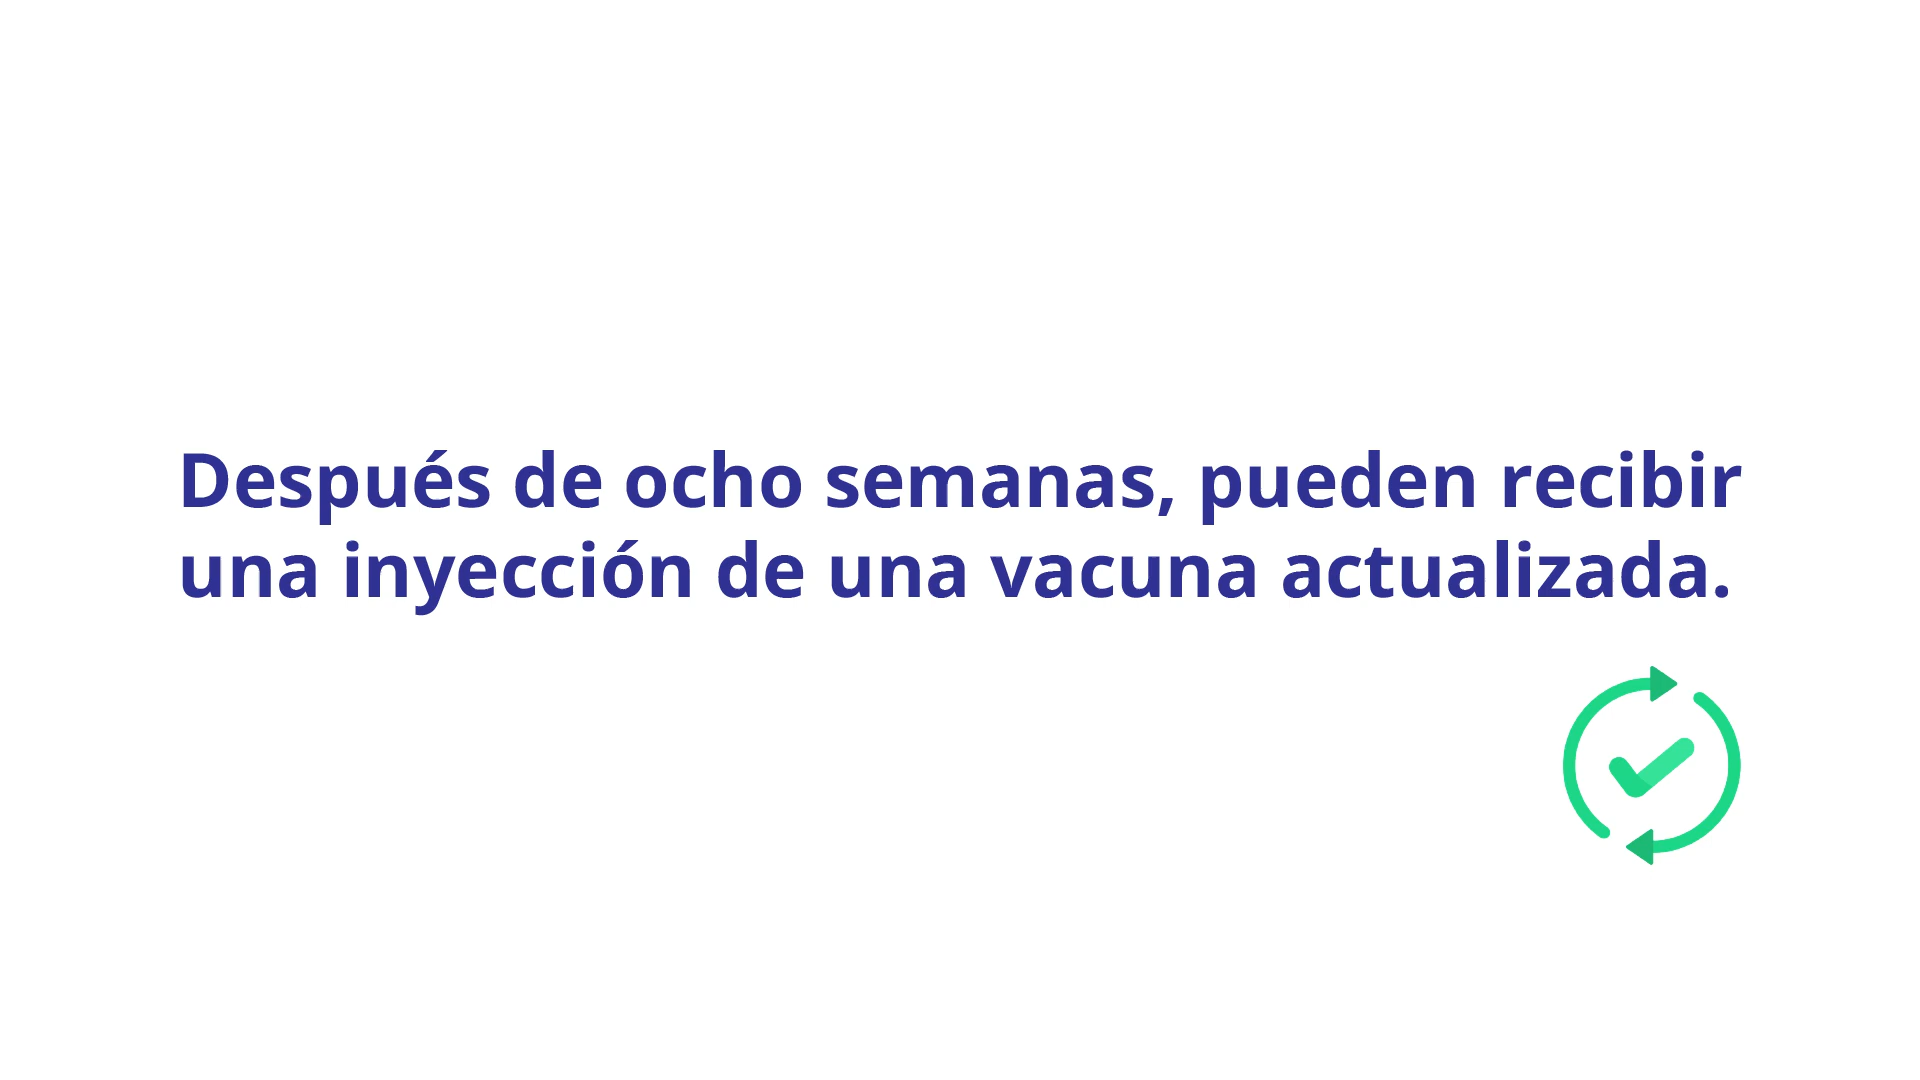 Después de ocho semanas, pueden recibir
una inyección de una vacuna actualizada.